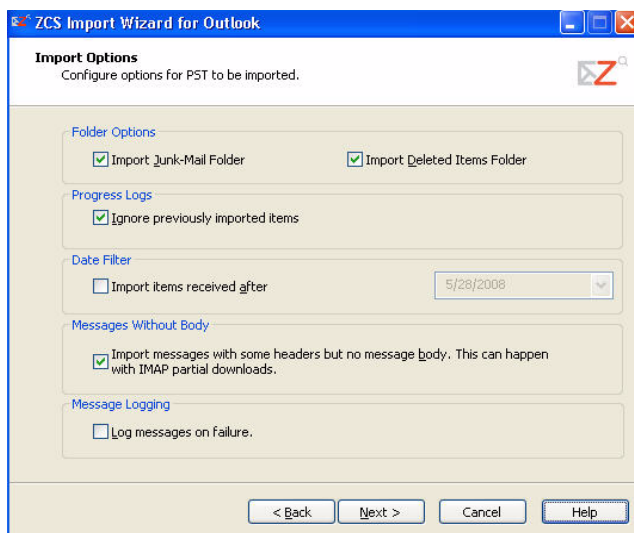 ZCS Import Wizard for Outlook
Import Options
Configure options for PST to be imported.
Z
Folder Options
Import Junk-Mail Folder Import Deleted Items Folder
Progress Logs
Ignore previously imported items
Date Filter
Import items received after 5/28/2008
Messages Without Body
Import messages with some headers but no message body. This can happen
with IMAP partial downloads.
Message Logging
Log messages on failure.
< Back Next > Cancel Help